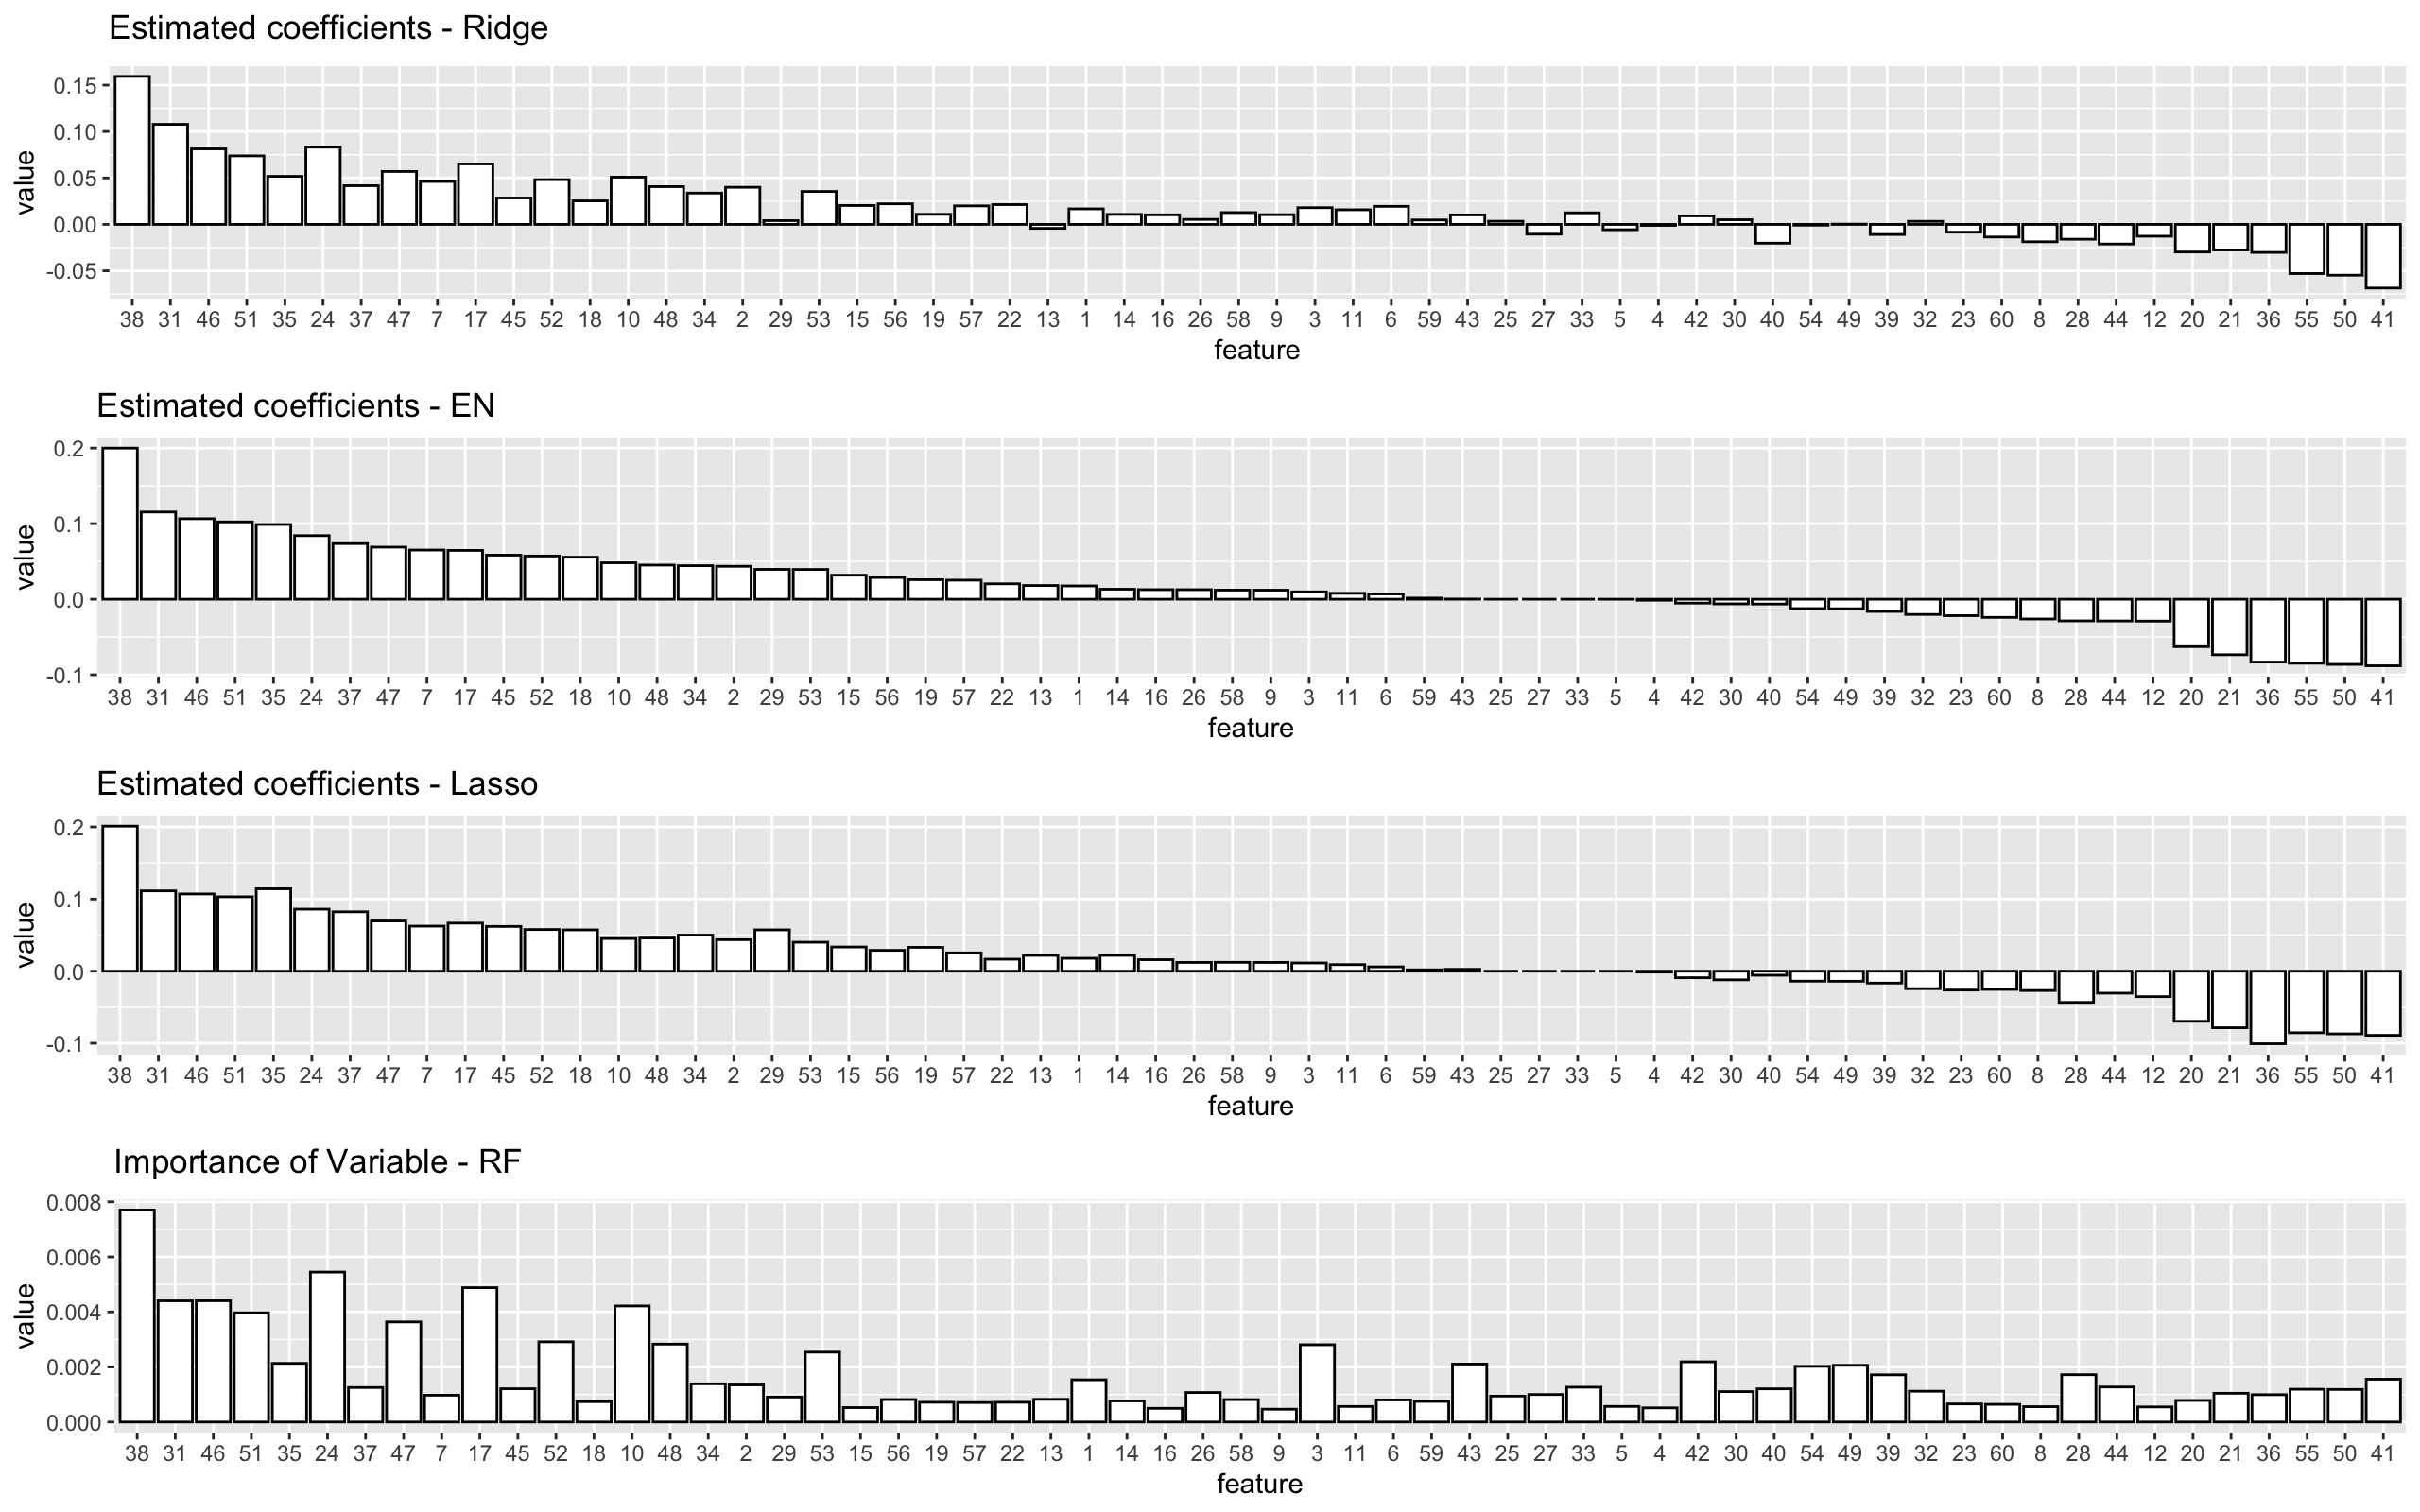 Estimated coefficients - Ridge
value
0.15
0.10
0.05
0.00
-0.05
38 31 46 51 35 24 37 47 7 17 45 52 18 10 48 34 2 29 53 15 56 19 57 22 13 1 14 16 26 58 9 3 11 6 59 43 25 27 33 5 4 42 30 40 54 49 39 32 23 60 8 28 44 12 20 21 36 55 50 41
feature
Estimated coefficients - EN
value
0.2
0.1
0.0
-0.1
38 31 46 51 35 24 37 47 7 17 45 52 18 10 48 34 2 29 53 15 56 19 57 22 13 1 14 16 26 58 9 3 11 6 59 43 25 27 33 5 4 42 30 40 54 49 39 32 23 60 8 28 44 12 20 21 36 55 50 41
feature
Estimated coefficients - Lasso
value
0.2
0.1
0.0
-0.1
38 31 46 51 35 24 37 47 7 17 45 52 18 10 48 34 2 29 53 15 56 19 57 22 13 1 14 16 26 58 9 3 11 6 59 43 25 27 33 5 4 42 30 40 54 49 39 32 23 60 8 28 44 12 20 21 36 55 50 41
feature
Importance of Variable - RF
value
0.008
0.006
0.004
0.002
0.000
38 31 46 51 35 24 37 47 7 17 45 52 18 10 48 34 2 29 53 15 56 19 57 22 13 1 14 16 26 58 9 3 11 6 59 43 25 27 33 5 4 42 30 40 54 49 39 32 23 60 8 28 44 12 20 21 36 55 50 41
feature